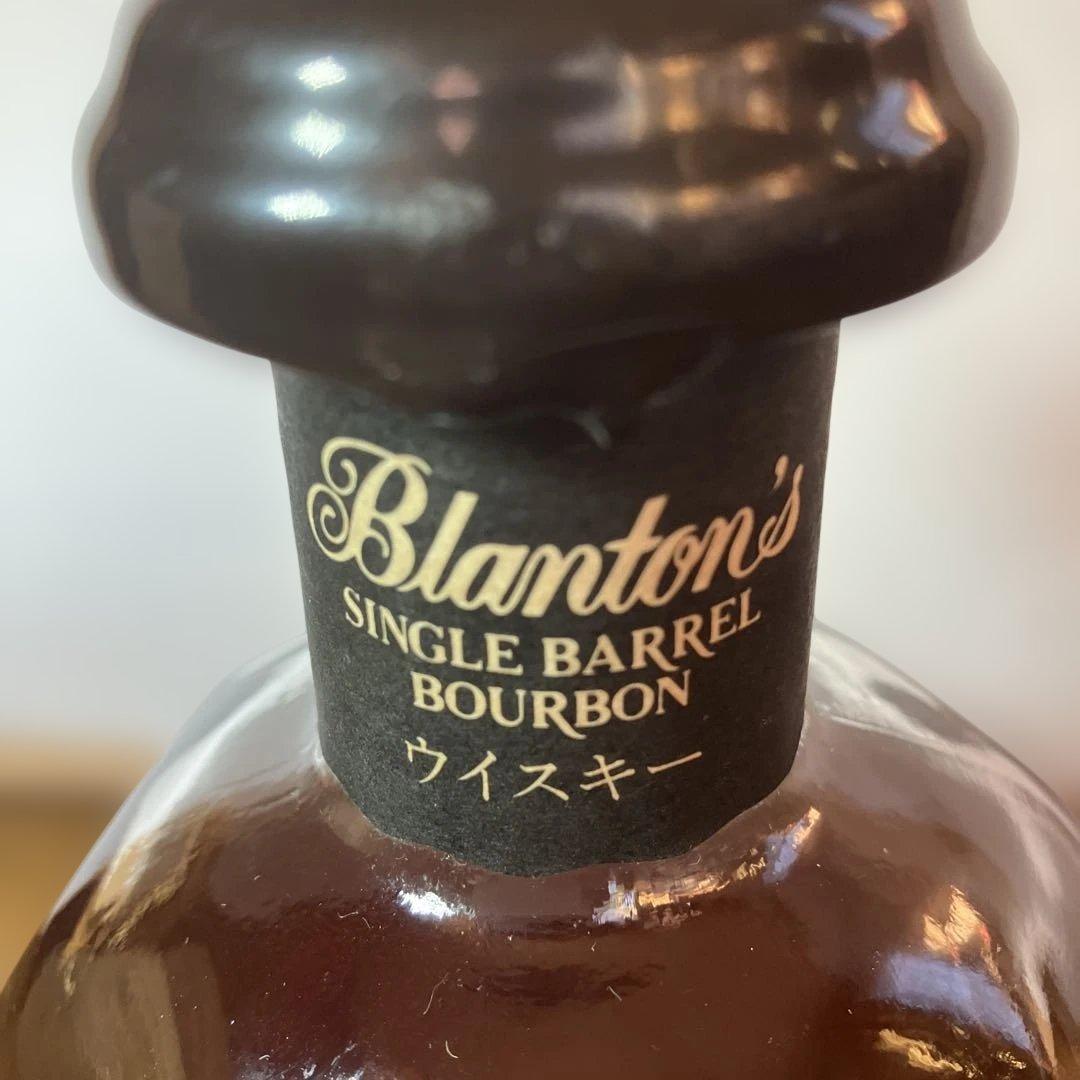 Blanton's
SINGLE BARREL
BOURBON
ウイスキー